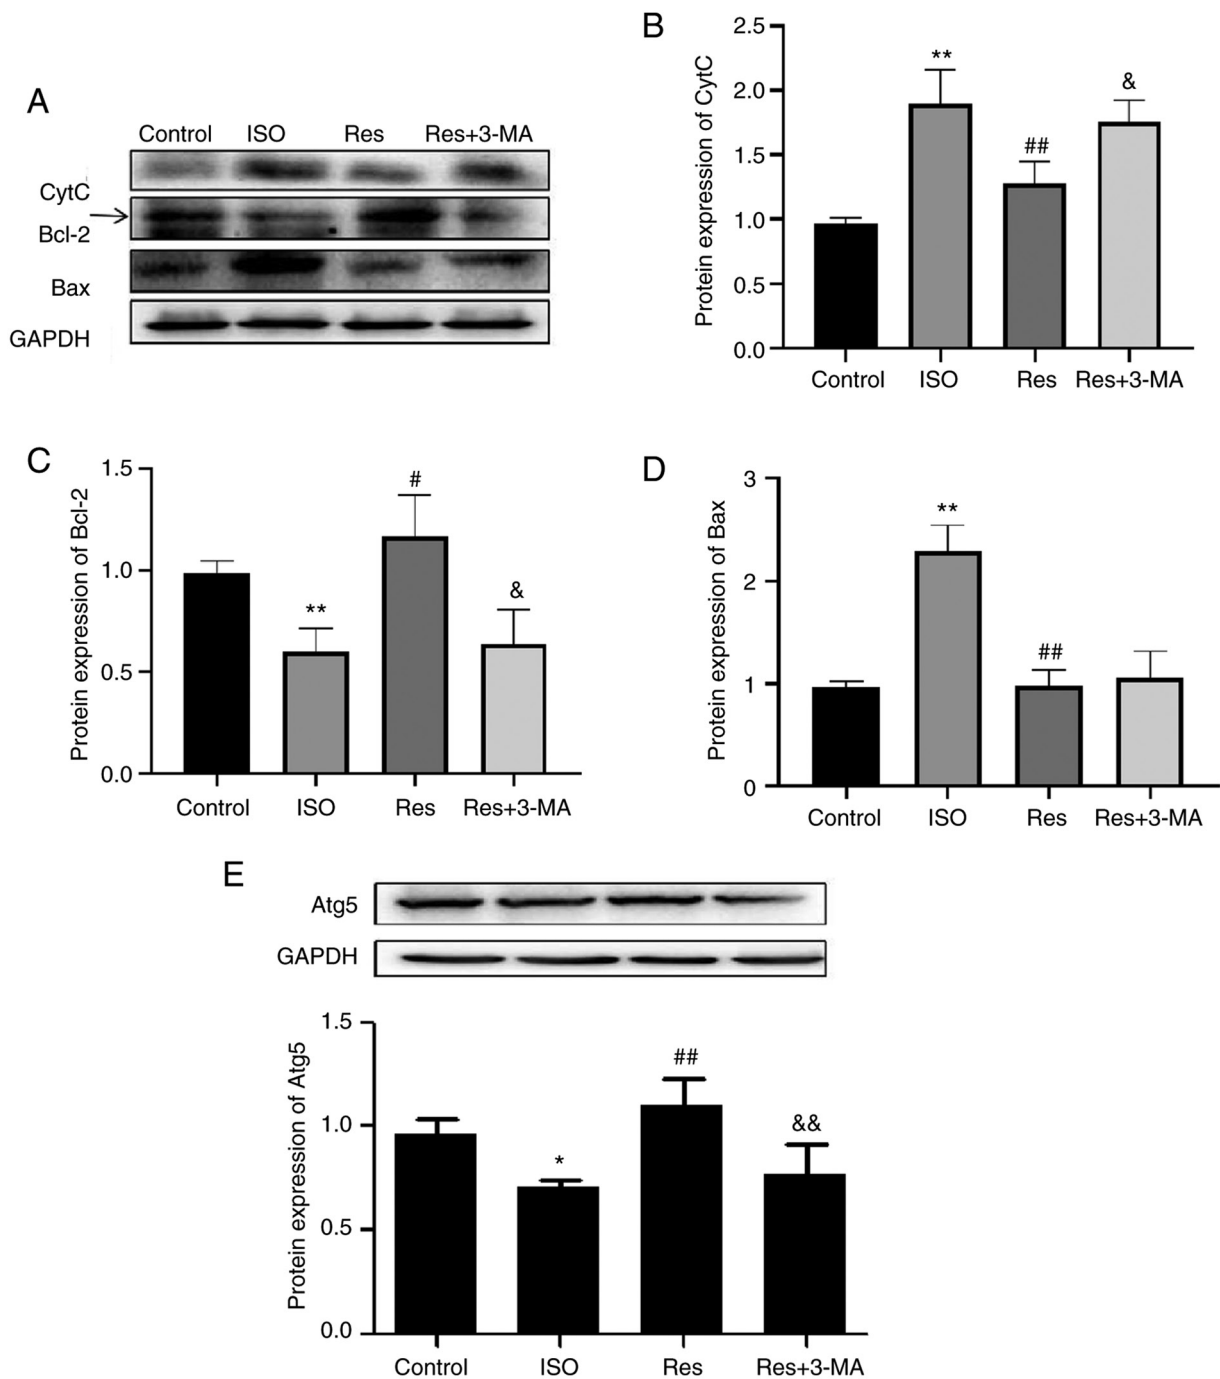 A
Control ISO Res Res+3-MA
CytC
Bcl-2
Bax
GAPDH
B
Protein expression of CytC
2.5
2.0
1.5
1.0
0.5
0.0
**
##
&
Control ISO Res Res+3-MA
C
Protein expression of Bcl-2
1.5
1.0
0.5
0.0
**
#
&
Control ISO Res Res+3-MA
D
Protein expression of Bax
3
2
1
0
**
##
Control ISO Res Res+3-MA
E
Atg5
GAPDH
Protein expression of Atg5
1.5
1.0
0.5
0.0
*
##
&&
Control ISO Res Res+3-MA